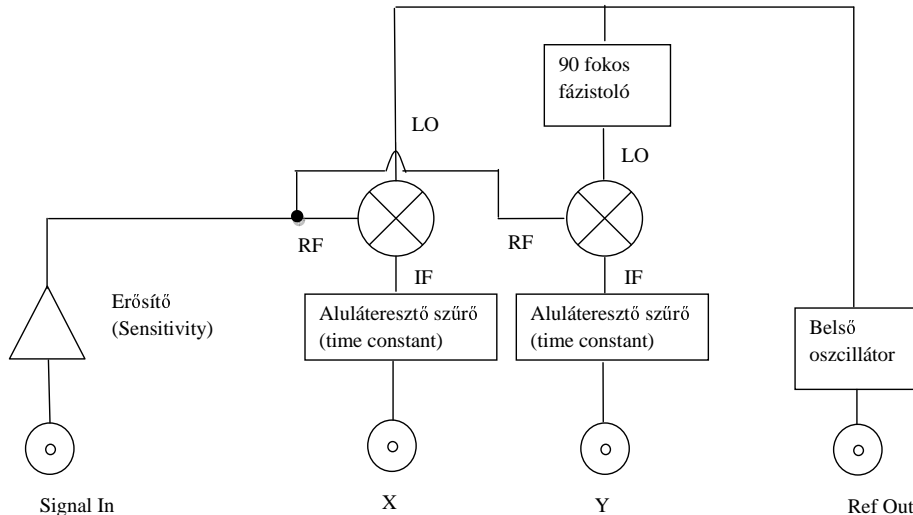 90 fokos
fázistoló
LO
LO
RF
RF
IF
IF
Erősítő
(Sensitivity)
Aluláteresztő szűrő
(time constant)
Aluláteresztő szűrő
(time constant)
Belső
oszcillátor
Signal In
X
Y
Ref Out